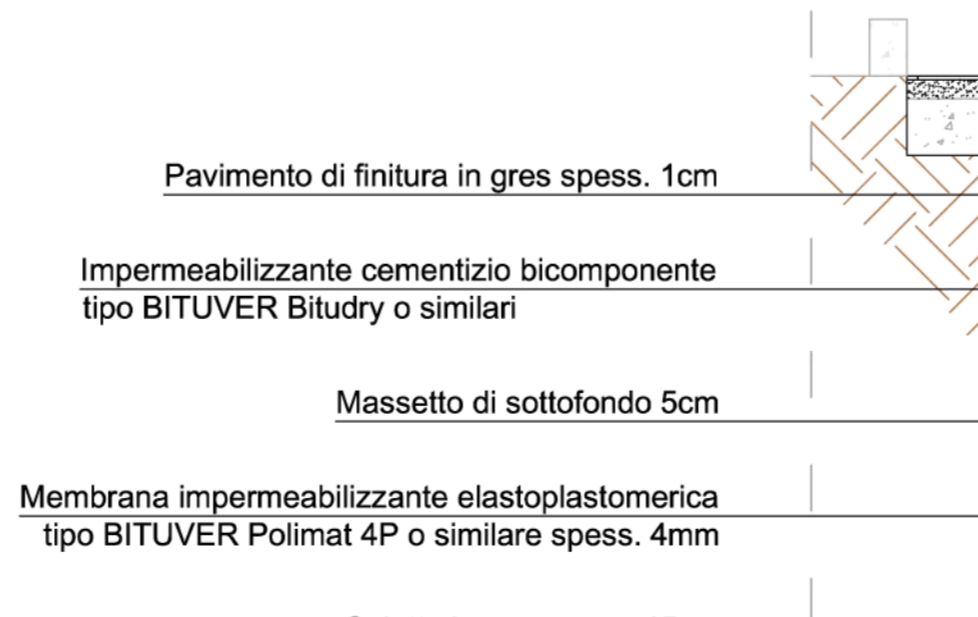 Pavimento di finitura in gres spess. 1cm
Impermeabilizzante cementizio bicomponente
tipo BITUVER Bitudry o similari
Massetto di sottofondo 5cm
Membrana impermeabilizzante elastoplastomerica
tipo BITUVER Polimat 4P o similare spess. 4mm